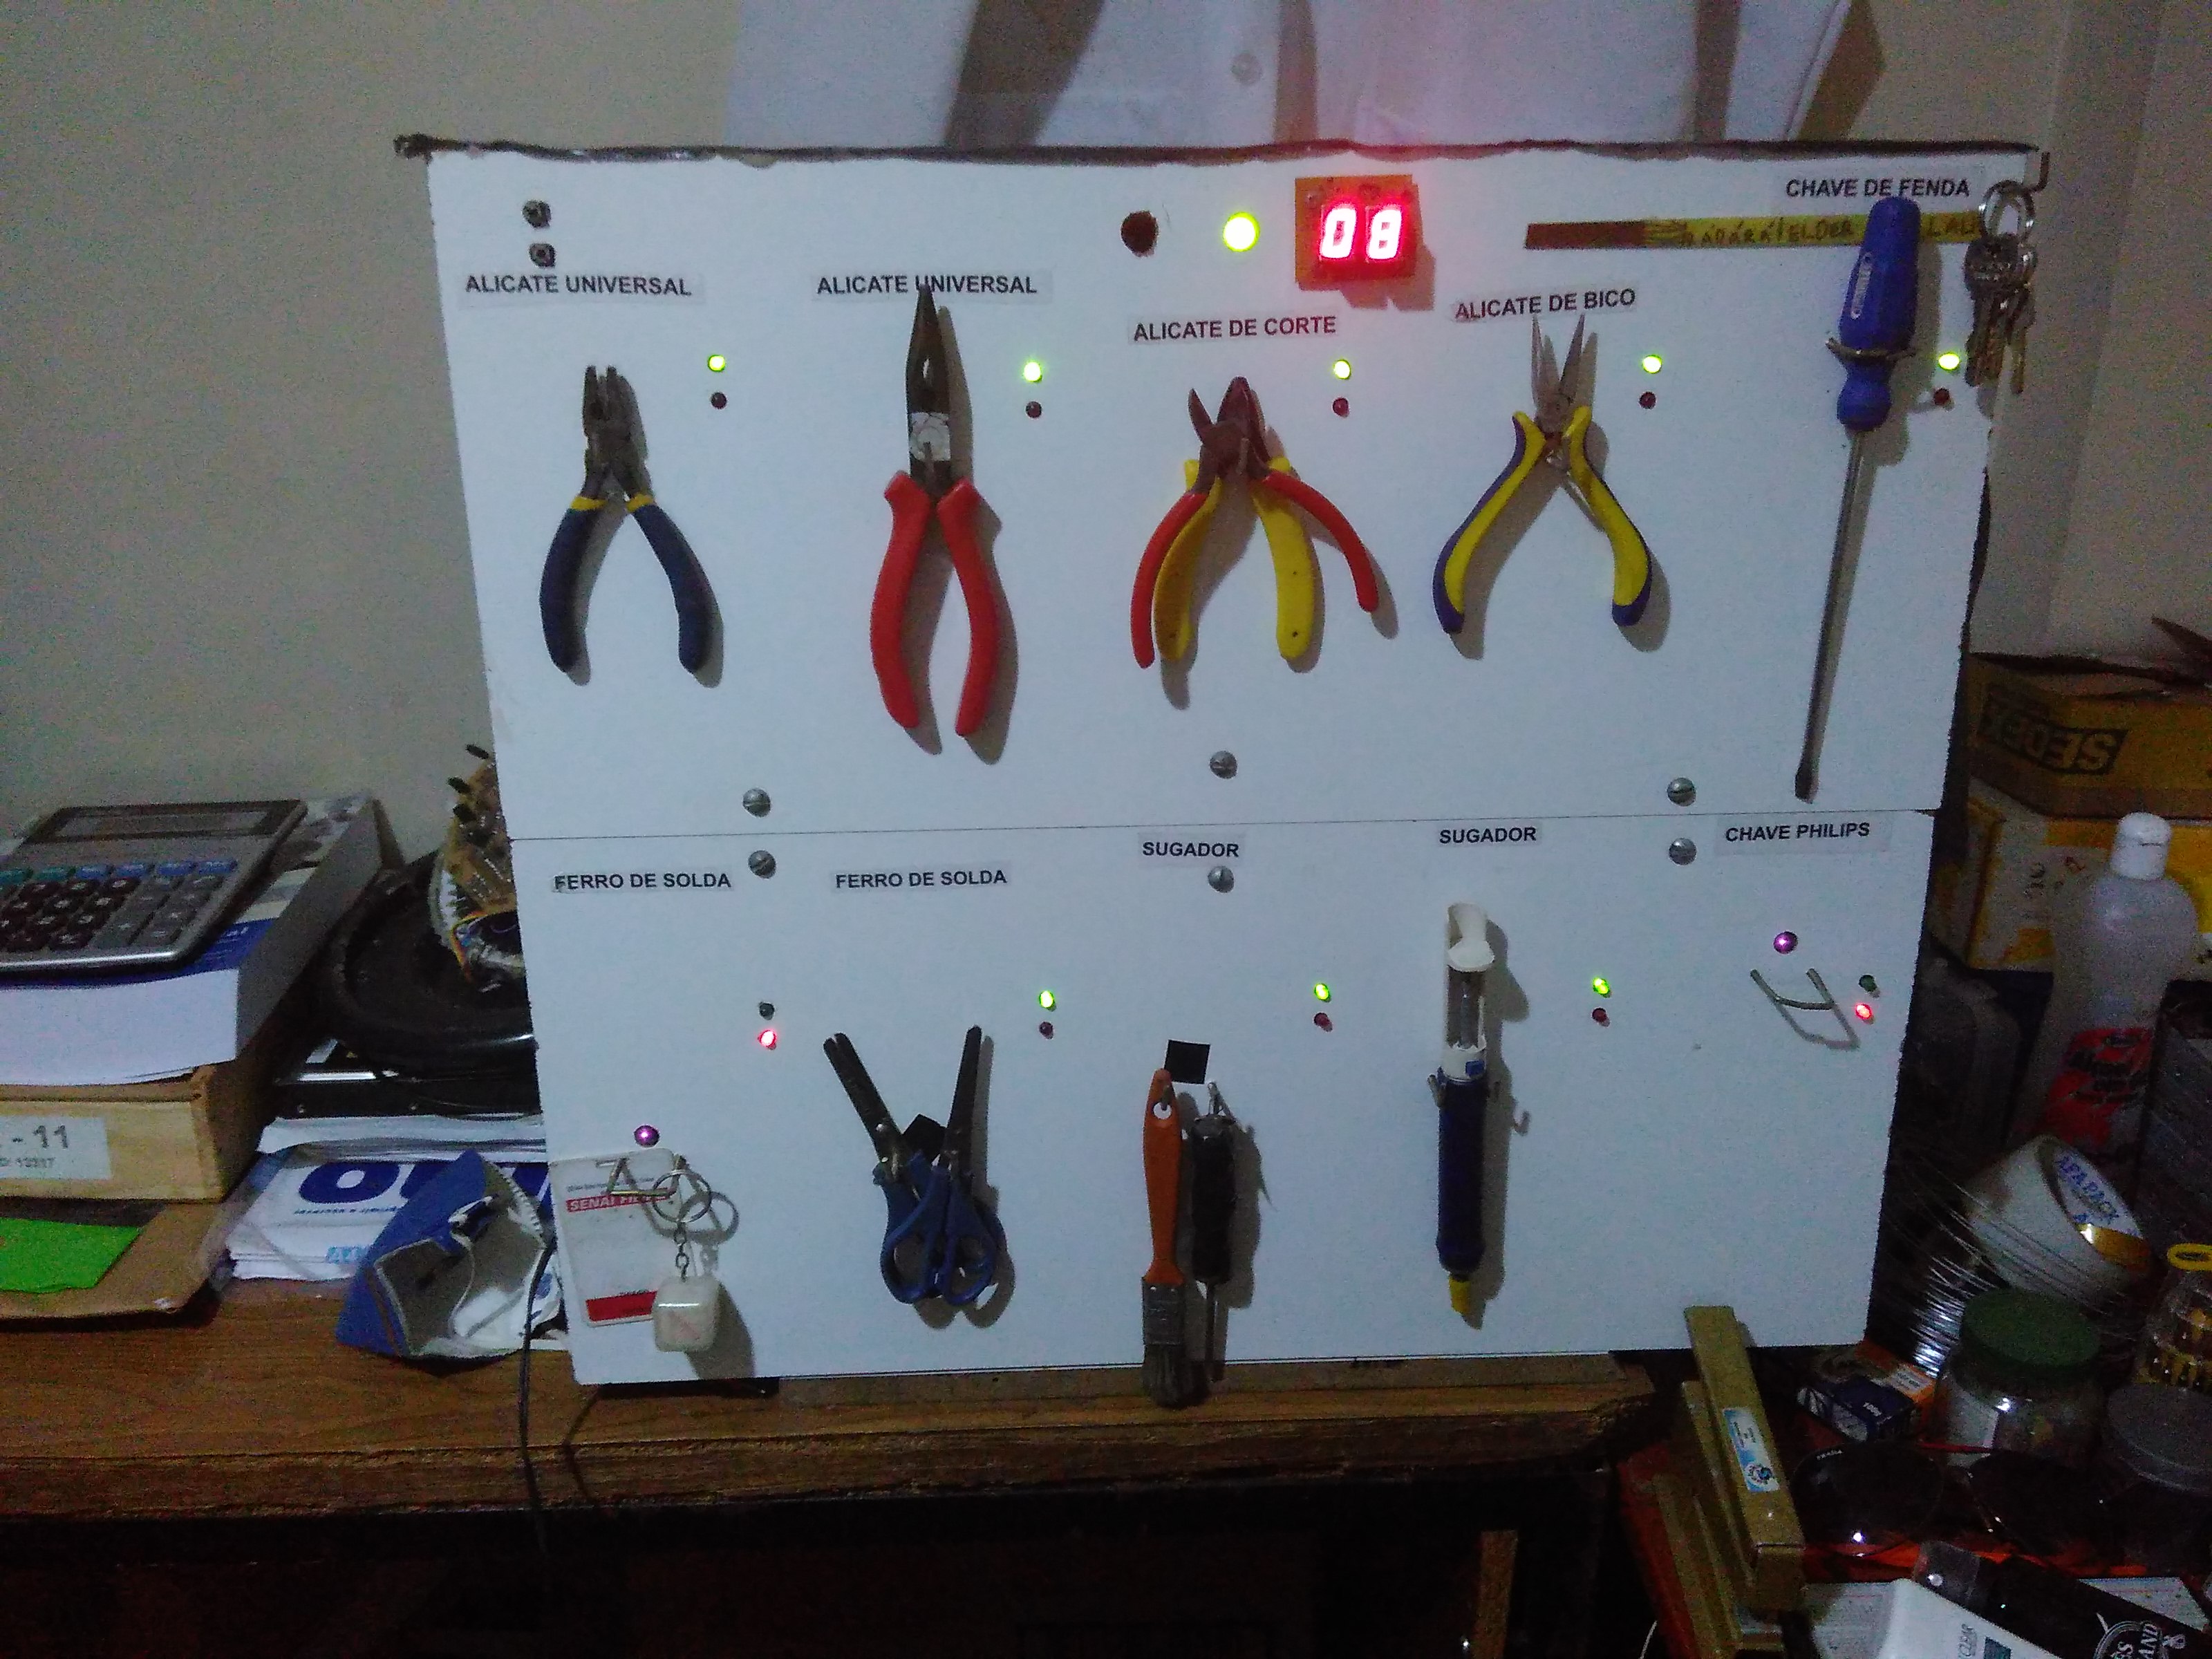 08
CHAVE DE FENDA
ALICATE UNIVERSAL
ALICATE UNIVERSAL
ALICATE DE CORTE
ALICATE DE BICO
SEDEX
FERRO DE SOLDA
FERRO DE SOLDA
SUGADOR
SUGADOR
CHAVE PHILIPS
- 11
SENAI